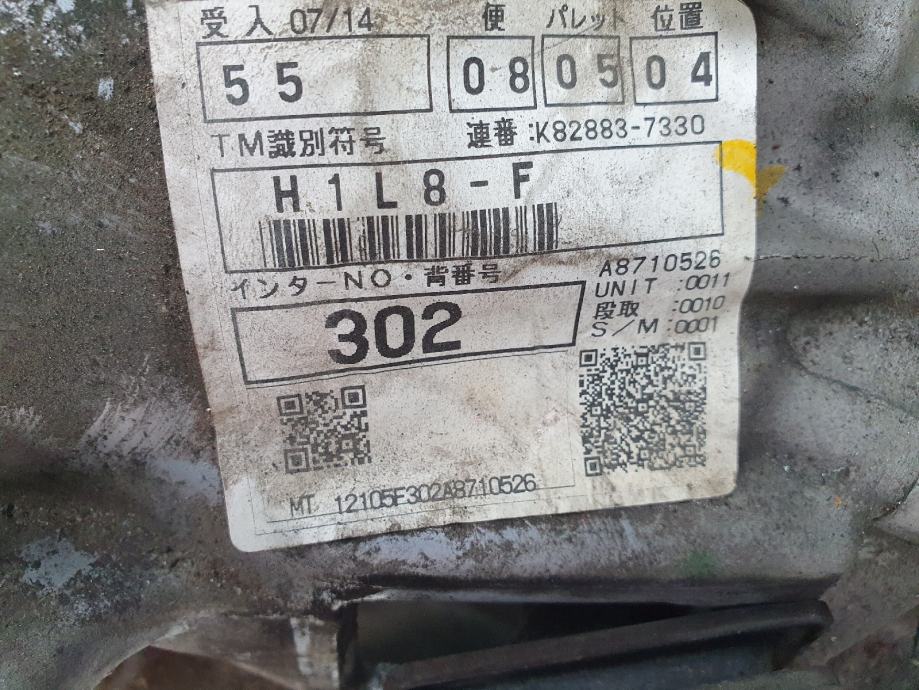 受入 07/14 便 パレット 位置
55 08 05 04
TM識別符号 連番:K82883-7330
H1L8-F
インターNO・背番号 A8710526
UNIT :0011
302 段取 :0010
S/M :0001
MT 12105F302A8710526